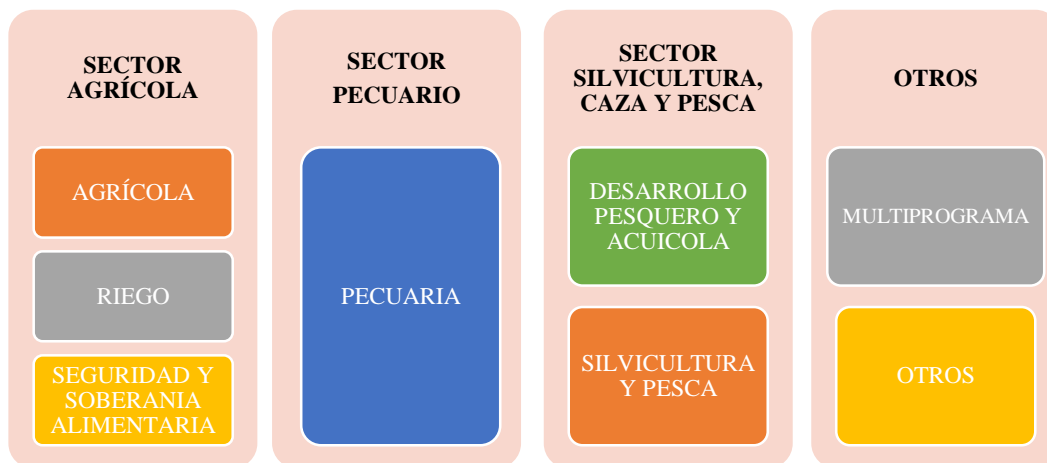 SECTOR
AGRÍCOLA
AGRÍCOLA
RIEGO
SEGURIDAD Y
SOBERANIA
ALIMENTARIA
SECTOR
PECUARIO
PECUARIA
SECTOR
SILVICULTURA,
CAZA Y PESCA
DESARROLLO
PESQUERO Y
ACUICOLA
SILVICULTURA
Y PESCA
OTROS
MULTIPROGRAMA
OTROS